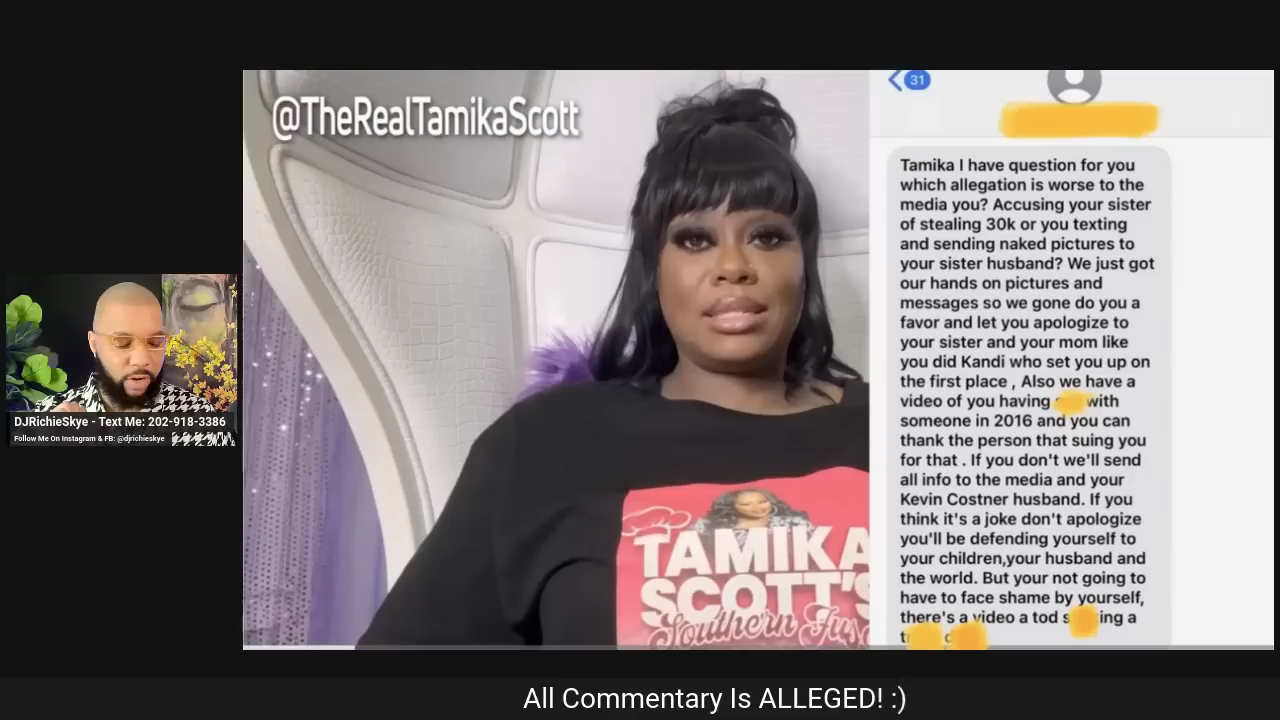 @TheRealTamikaScott
31
Tamika I have question for you
which allegation is worse to the
media you? Accusing your sister
of stealing 30k or you texting
and sending naked pictures to
your sister husband? We just got
our hands on pictures and
messages so we gone do you a
favor and let you apologize to
your sister and your mom like
you did Kandi who set you up on
the first place , Also we have a
video of you having with
someone in 2016 and you can
thank the person that suing you
for that . If you don't we'll send
all info to the media and your
Kevin Costner husband. If you
think it's a joke don't apologize
you'll be defending yourself to
your children,your husband and
the world. But your not going to
have to face shame by yourself,
there's a video a tod s ing a
TAMIKA
SCOTT'S
Southern Fus
DJRichieSkye - Text Me: 202-918-3386
Follow Me On Instagram & FB: @djrichieskye
All Commentary Is ALLEGED! :)